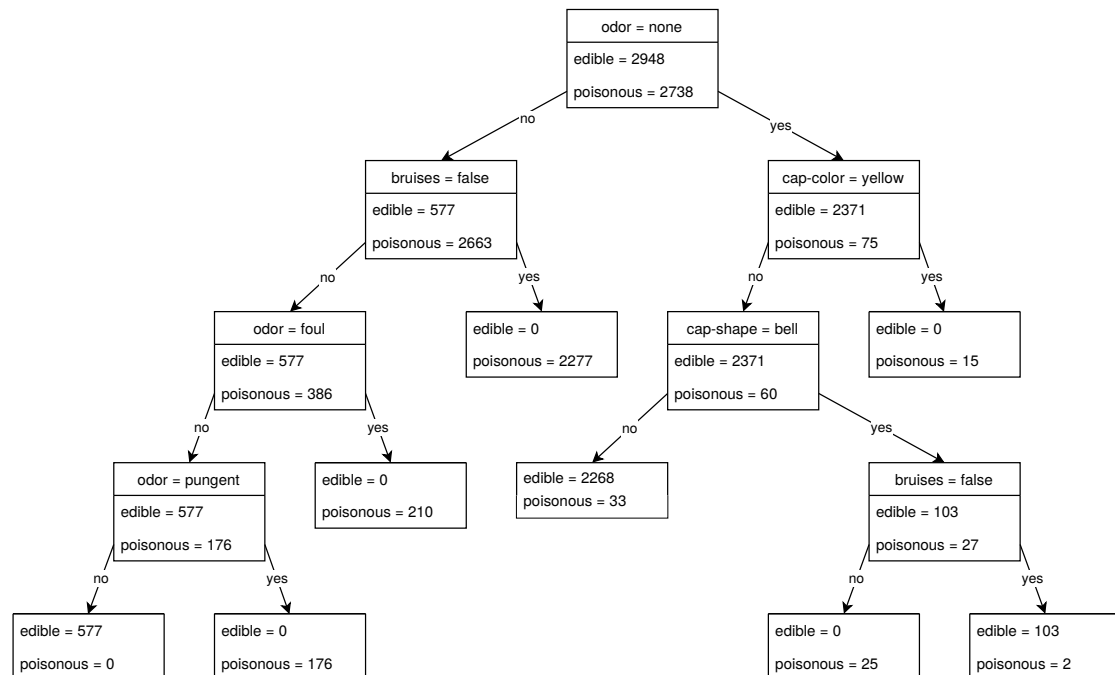 odor = none
edible = 2948
poisonous = 2738
no
yes
bruises = false
edible = 577
poisonous = 2663
cap-color = yellow
edible = 2371
poisonous = 75
no
yes
no
yes
odor = foul
edible = 577
poisonous = 386
edible = 0
poisonous = 2277
cap-shape = bell
edible = 2371
poisonous = 60
edible = 0
poisonous = 15
no
yes
no
yes
odor = pungent
edible = 577
poisonous = 176
edible = 0
poisonous = 210
edible = 2268
poisonous = 33
bruises = false
edible = 103
poisonous = 27
no
yes
no
yes
edible = 577
poisonous = 0
edible = 0
poisonous = 176
edible = 0
poisonous = 25
edible = 103
poisonous = 2